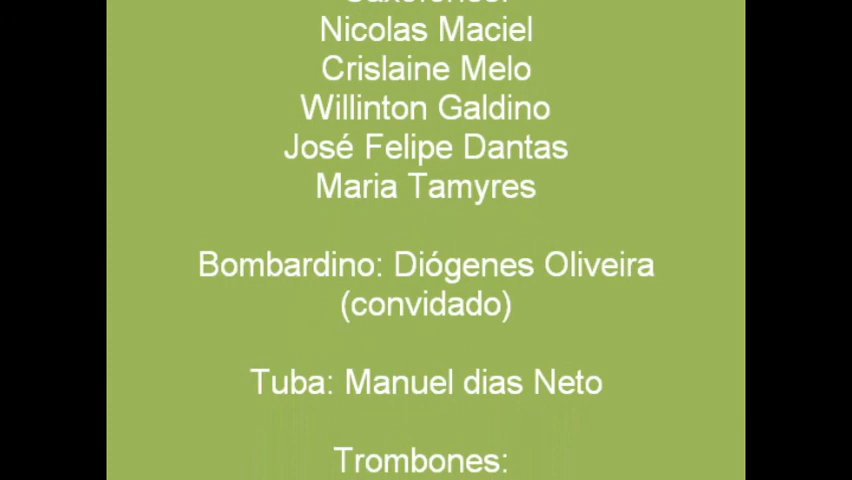 Saxofones:
Nicolas Maciel
Crislaine Melo
Willinton Galdino
José Felipe Dantas
Maria Tamyres
Bombardino: Diógenes Oliveira
(convidado)
Tuba: Manuel dias Neto
Trombones: